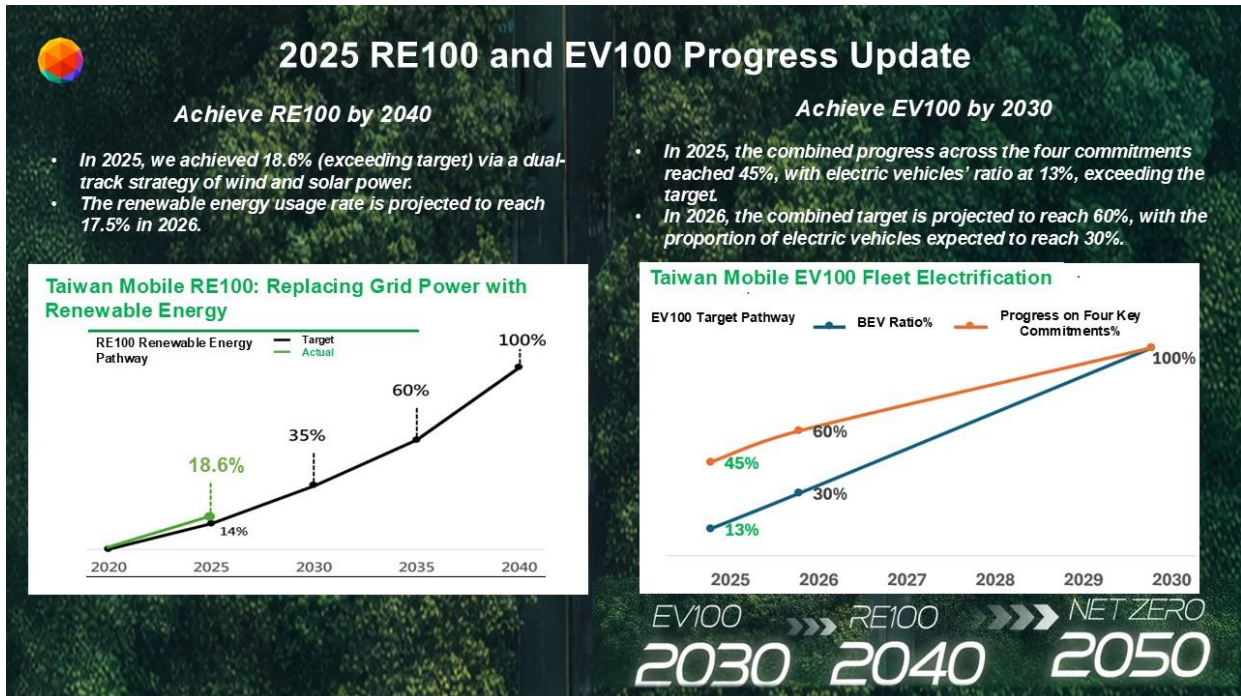 2025 RE100 and EV100 Progress Update
Achieve RE100 by 2040
• In 2025, we achieved 18.6% (exceeding target) via a dual-
track strategy of wind and solar power.
• The renewable energy usage rate is projected to reach
17.5% in 2026.
Taiwan Mobile RE100: Replacing Grid Power with
Renewable Energy
RE100 Renewable Energy
Pathway
Target
Actual
100%
60%
35%
18.6%
14%
2020 2025 2030 2035 2040
Achieve EV100 by 2030
• In 2025, the combined progress across the four commitments
reached 45%, with electric vehicles’ ratio at 13%, exceeding the
target.
• In 2026, the combined target is projected to reach 60%, with the
proportion of electric vehicles expected to reach 30%.
Taiwan Mobile EV100 Fleet Electrification
EV100 Target Pathway
BEV Ratio%
Progress on Four Key
Commitments%
100%
60%
45%
30%
13%
2025 2026 2027 2028 2029 2030
EV100 RE100 NET ZERO
2030 2040 2050